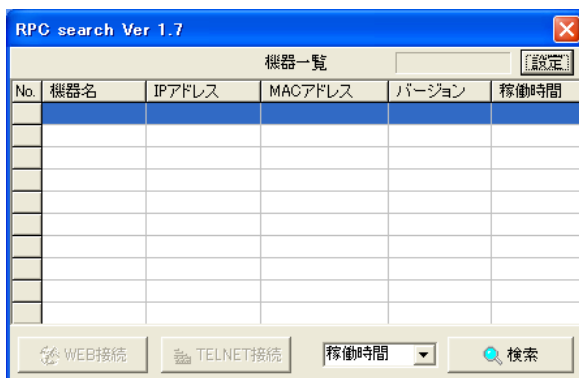 RPC search Ver 1.7
機器一覧 設定
No. 機器名 IPアドレス MACアドレス バージョン 稼働時間
WEB接続 TELNET接続 稼働時間 検索